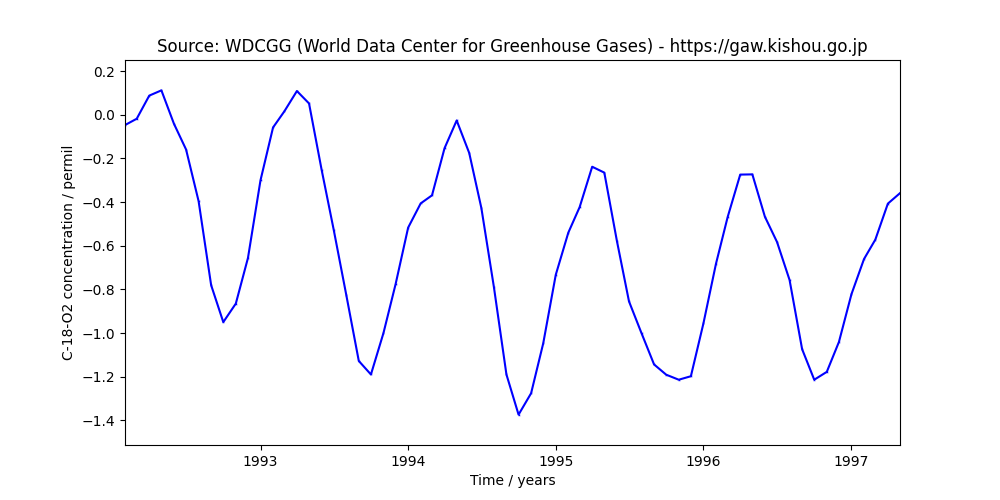 Source: WDCGG (World Data Center for Greenhouse Gases) - https://gaw.kishou.go.jp
C-18-O2 concentration / permil
0.2
0.0
−0.2
−0.4
−0.6
−0.8
−1.0
−1.2
−1.4
1993 1994 1995 1996 1997
Time / years